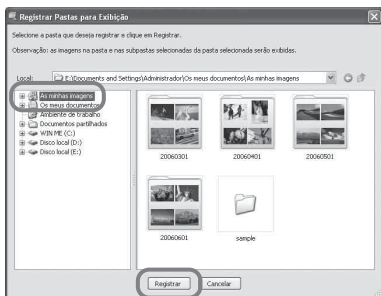 Registrar Pastas para Exibição
Selecione a pasta que deseja registrar e clique em Registrar.
Observação: as imagens na pasta e nas subpastas selecionadas da pasta selecionada serão exibidas.
Local: E:\Documents and Settings\Administrador\Os meus documentos\As minhas imagens
As minhas imagens
Os meus documentos
Ambiente de trabalho
Documentos partilhados
WIN ME (C:)
Disco local (D:)
Disco local (E:)
20060301 20060401 20060501
20060601 sample
Registrar Cancelar